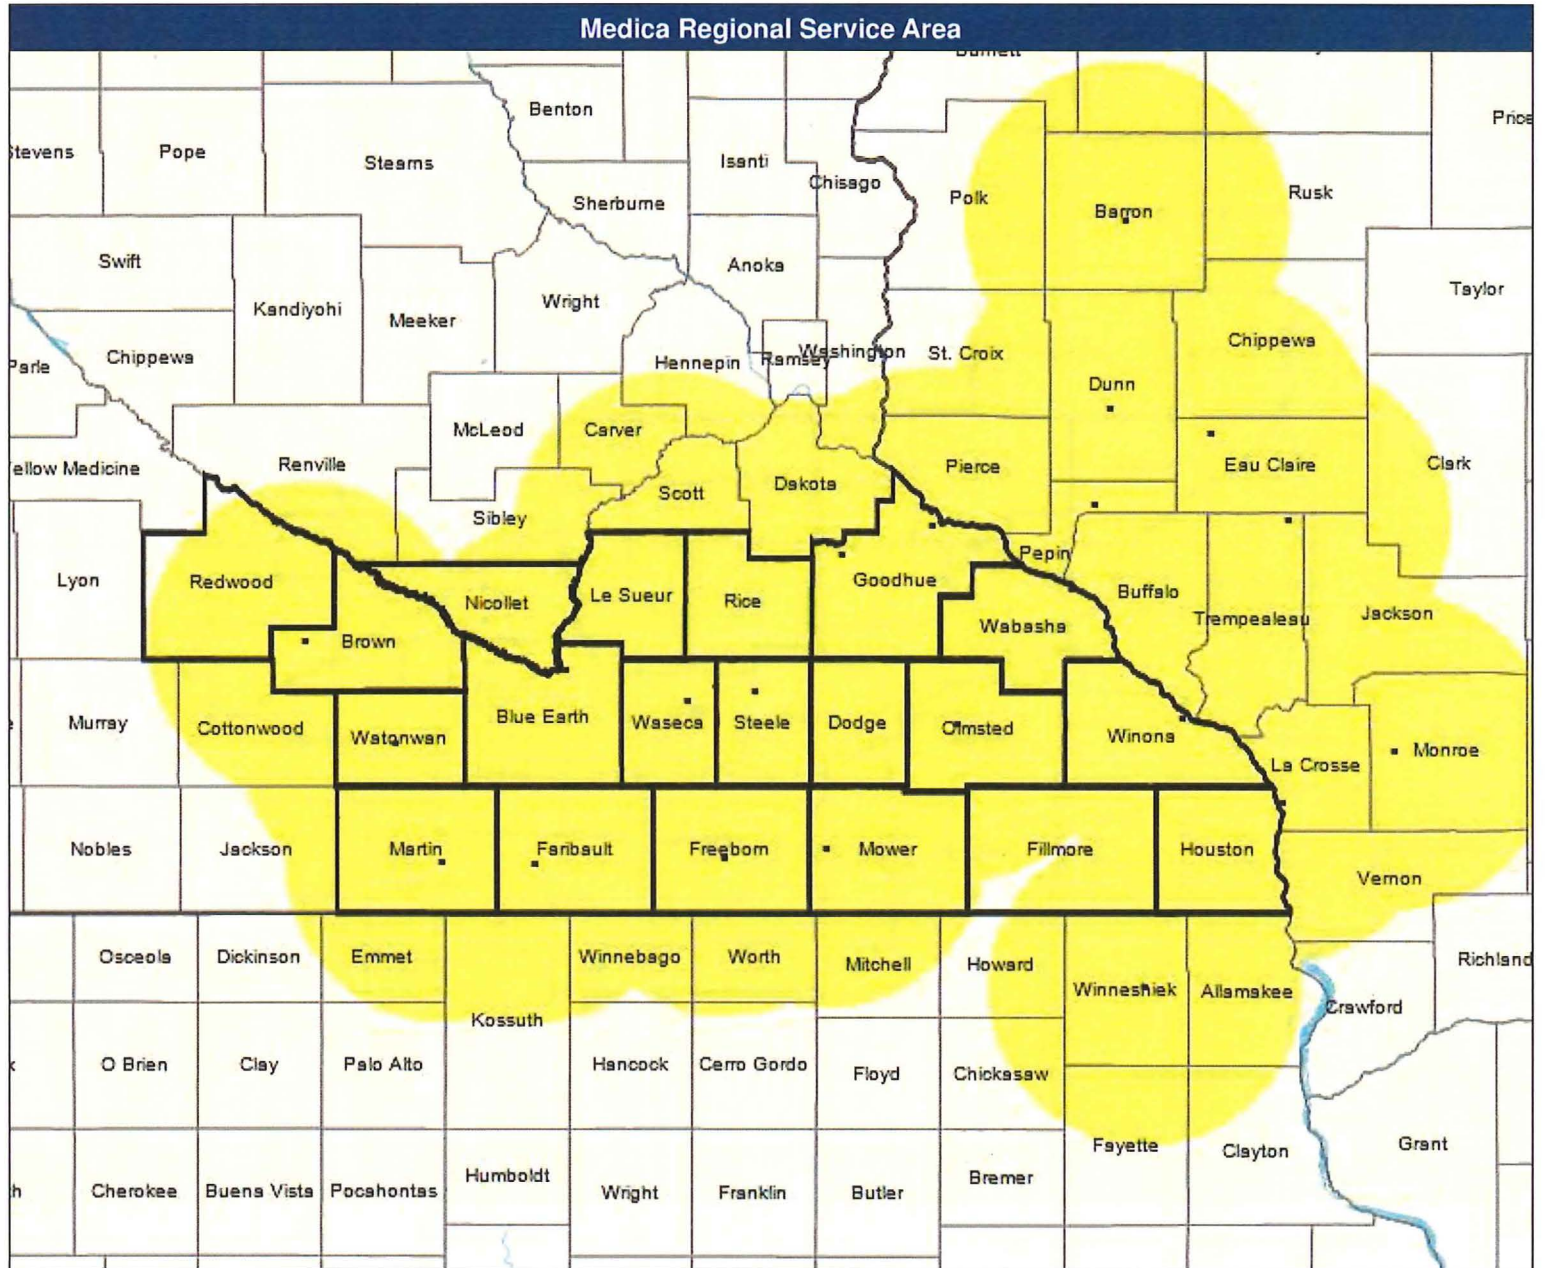 Medica Regional Service Area
Benton
Price
Stevens
Pope
Stearns
Isanti
Chisago
Sherburne
Polk
Barron
Rusk
Swift
Anoka
Taylor
Kandiyohi
Wright
Meeker
Chippewa
Parle
Chippewa
Hennepin
Ramsey
Washington
St. Croix
Dunn
McLeod
Carver
Yellow Medicine
Renville
Pierce
Eau Claire
Clark
Scott
Dakota
Sibley
Lyon
Redwood
Nicollet
Le Sueur
Rice
Goodhue
Pepin
Buffalo
Trempealeau
Jackson
Brown
Wabasha
Murray
Cottonwood
Watonwan
Blue Earth
Waseca
Steele
Dodge
Olmsted
Winona
La Crosse
Monroe
Nobles
Jackson
Martin
Faribault
Freeborn
Mower
Fillmore
Houston
Vernon
Osceola
Dickinson
Emmet
Winnebago
Worth
Mitchell
Howard
Winneshiek
Allamakee
Richland
Crawford
Kossuth
O Brien
Clay
Palo Alto
Hancock
Cerro Gordo
Floyd
Chickasaw
Fayette
Clayton
Grant
Cherokee
Buena Vista
Pocahontas
Humboldt
Wright
Franklin
Butler
Bremer